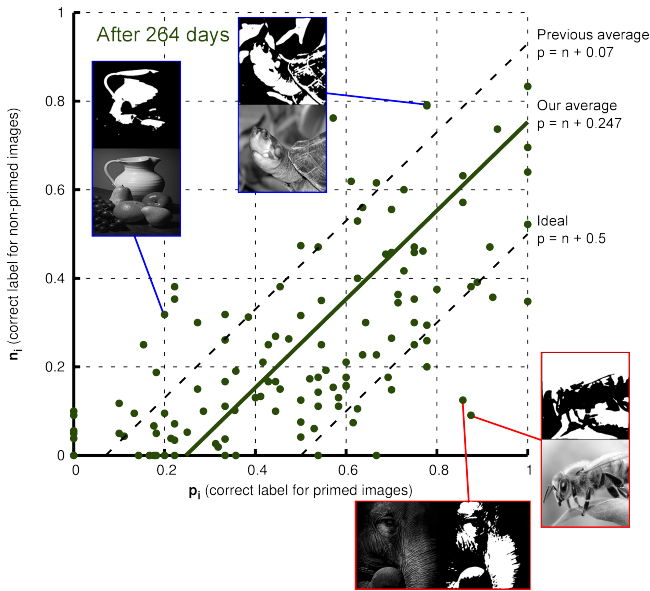 After 264 days
Previous average
p = n + 0.07
Our average
p = n + 0.247
Ideal
p = n + 0.5
1
0.8
0.6
0.4
0.2
0
0.2
0.4
0.6
0.8
1
nᵢ (correct label for non-primed images)
pᵢ (correct label for primed images)